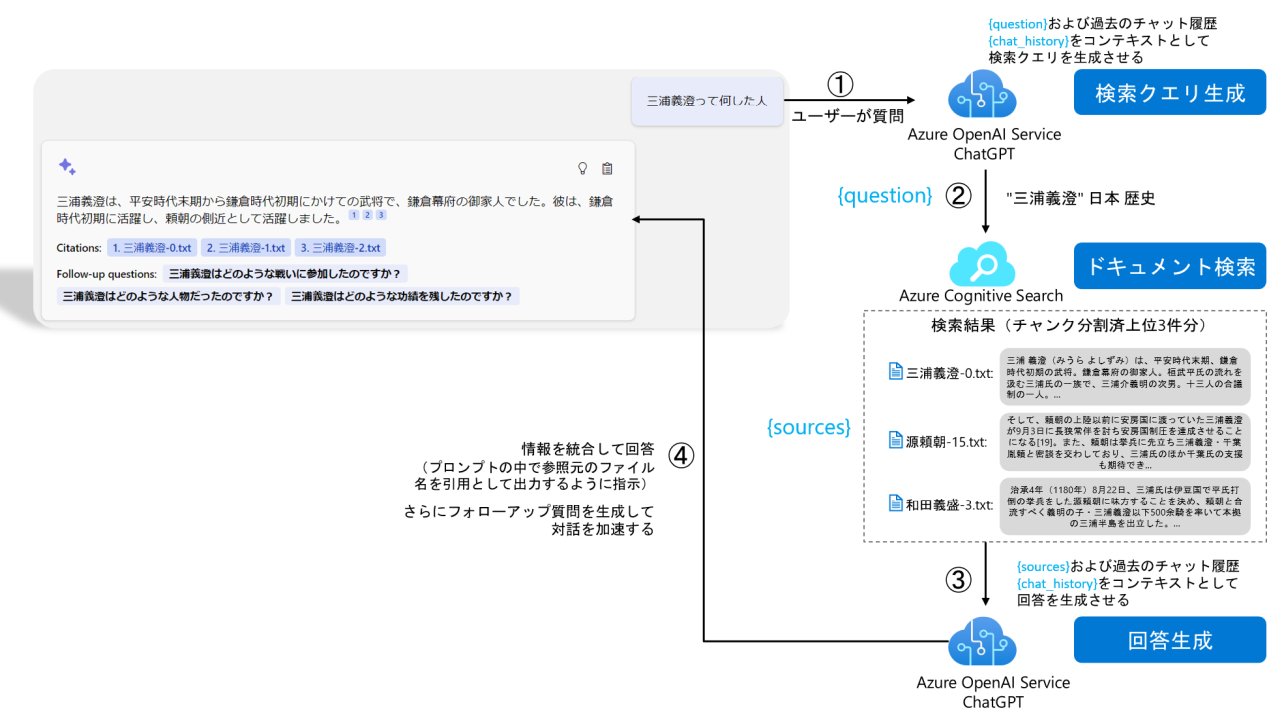 {question}および過去のチャット履歴
{chat_history}をコンテキストとして
検索クエリを生成させる
検索クエリ生成
三浦義澄って何した人
①
ユーザーが質問
Azure OpenAI Service
ChatGPT
三浦義澄は、平安時代末期から鎌倉時代初期にかけての武将で、鎌倉幕府の御家人でした。彼は、鎌倉
時代初期に活躍し、頼朝の側近として活躍しました。 1 2 3
Citations: 1. 三浦義澄-0.txt 2. 三浦義澄-1.txt 3. 三浦義澄-2.txt
Follow-up questions: 三浦義澄はどのような戦いに参加したのですか？
三浦義澄はどのような人物だったのですか？ 三浦義澄はどのような功績を残したのですか？
{question} ② "三浦義澄" 日本 歴史
ドキュメント検索
Azure Cognitive Search
検索結果（チャンク分割済上位3件分）
三浦義澄-0.txt:
三浦 義澄（みうら よしずみ）は、平安時代末期、鎌倉
時代初期の武将。鎌倉幕府の御家人。桓武平氏の流れを
汲む三浦氏の一族で、三浦介義明の次男。十三人の合議
制の一人。...
{sources}
源頼朝-15.txt:
そして、頼朝の上陸以前に安房国に渡っていた三浦義澄
が9月3日に長狭常伴を討ち安房国制圧を達成させること
になる[19]。また、頼朝は挙兵に先立ち三浦義澄・千葉
胤頼と密談を交わしており、三浦氏のほか千葉氏の支援
も期待でき...
和田義盛-3.txt:
治承4年（1180年）8月22日、三浦氏は伊豆国で平氏打
倒の挙兵をした源頼朝に味方することを決め、頼朝と合
流すべく義明の子・三浦義澄以下500余騎を率いて本拠
の三浦半島を出立した。...
③
{sources}および過去のチャット履歴
{chat_history}をコンテキストとして
回答を生成させる
回答生成
Azure OpenAI Service
ChatGPT
④
情報を統合して回答
（プロンプトの中で参照元のファイル
名を引用として出力するように指示）
さらにフォローアップ質問を生成して
対話を加速する